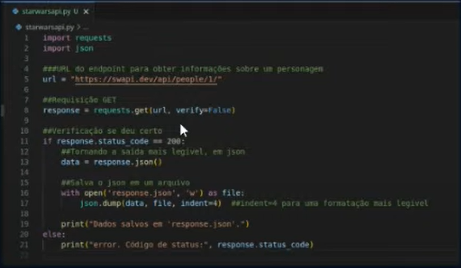 starwarsapi.py U
starwarsapi.py > ...
1 import requests
2 import json
3
4 ###URL do endpoint para obter informações sobre um personagem
5 url = "https://swapi.dev/api/people/1/"
6
7 ##Requisição GET
8 response = requests.get(url, verify=False)
9
10 ##Verificação se deu certo
11 if response.status_code == 200:
12 ##Tornando a saída mais legível, em json
13 data = response.json()
14
15 ##Salva o json em um arquivo
16 with open('response.json', 'w') as file:
17 json.dump(data, file, indent=4) ##indent=4 para uma formatação mais legivel
18
19 print("Dados salvos em 'response.json'.")
20 else:
21 print("error. Código de status:", response.status_code)
22